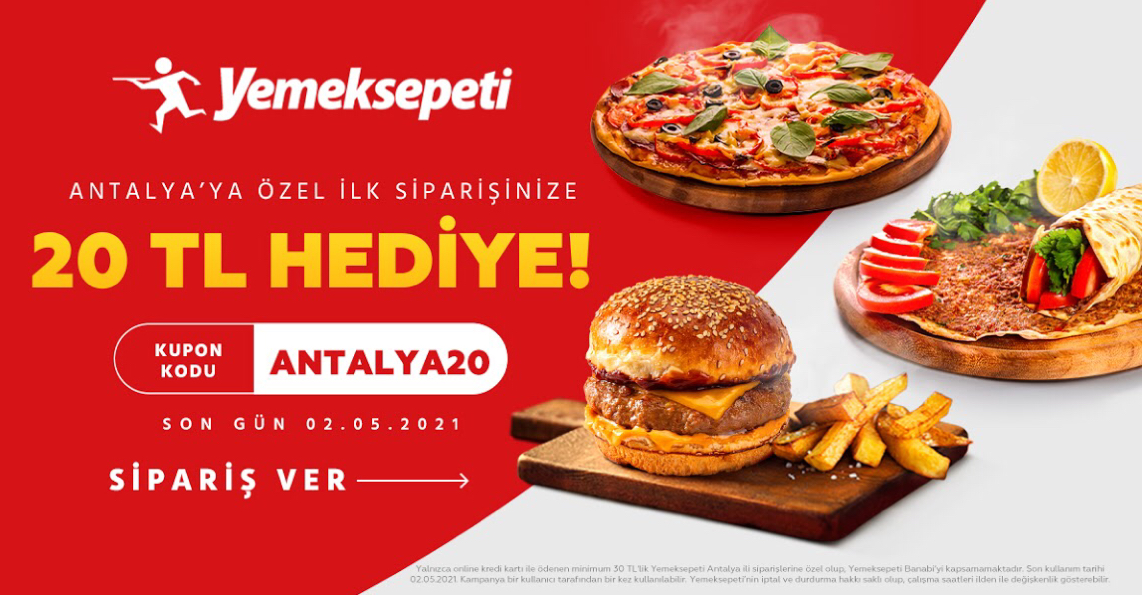 Yemeksepeti
ANTALYA'YA ÖZEL İLK SİPARİŞİNİZE
20 TL HEDİYE!
KUPON
KODU
ANTALYA20
SON GÜN 02.05.2021
SİPARİŞ VER
Yalnızca online kredi kartı ile ödenen minimum 30 TL'lik Yemeksepeti Antalya ili siparişlerine özel olup, Yemeksepeti Banabi'yi kapsamamaktadır. Son kullanım tarihi
02.05.2021. Kampanya bir kullanıcı tarafından bir kez kullanılabilir. Yemeksepeti'nin iptal ve durdurma hakkı saklı olup, çalışma saatleri ilden ile değişkenlik gösterebilir.